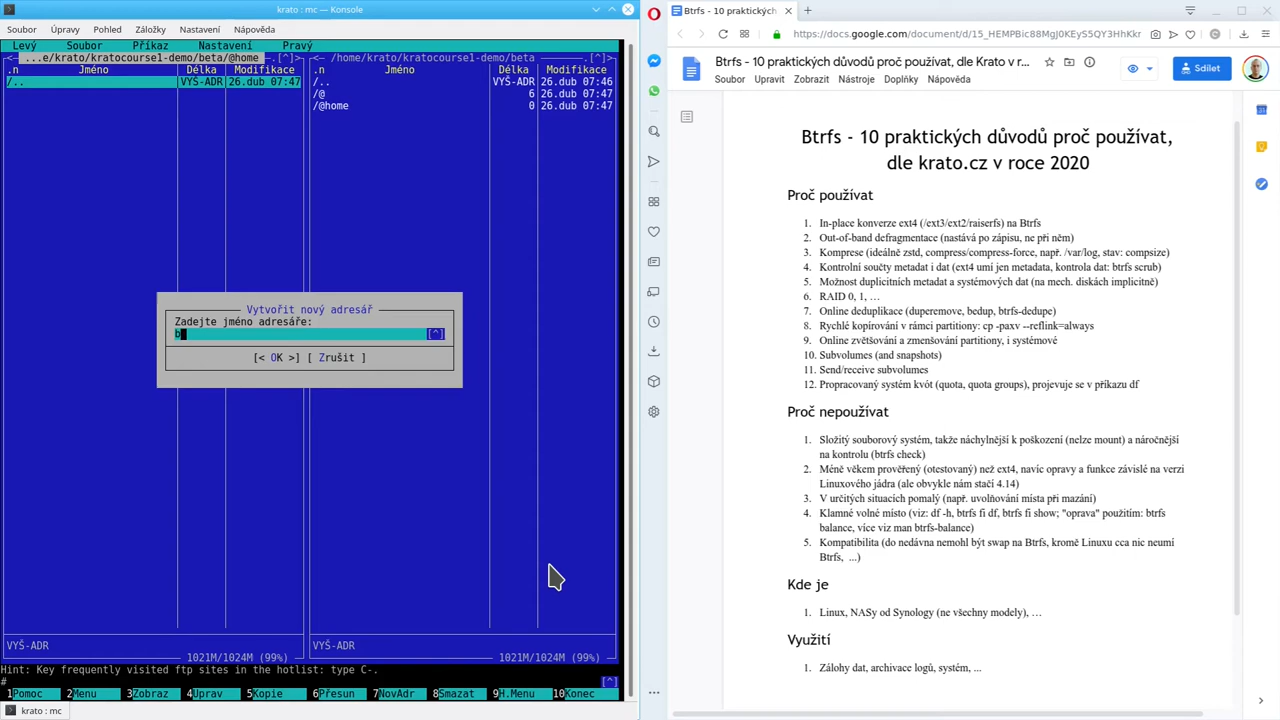 krato : mc — Konsole
Soubor Úpravy Pohled Záložky Nastavení Nápověda
Levý Soubor Příkaz Nastavení Pravý
...e/krato/kratocourse1-demo/beta/@home .[^]>
.n Jméno Délka Modifikace
/.. VYŠ-ADR 26.dub 07:47
VYŠ-ADR
1021M/1024M (99%)
/home/krato/kratocourse1-demo/beta .[^]>
.n Jméno Délka Modifikace
/.. VYŠ-ADR 26.dub 07:46
/@ 6 26.dub 07:47
/@home 0 26.dub 07:47
VYŠ-ADR
1021M/1024M (99%)
Vytvořit nový adresář
Zadejte jméno adresáře:
b [^]
[< OK >] [ Zrušit ]
Hint: Key frequently visited ftp sites in the hotlist: type C-\.
# [^]
1Pomoc 2Menu 3Zobraz 4Uprav 5Kopie 6Přesun 7NovAdr 8Smazat 9H.Menu 10Konec
krato : mc
Btrfs - 10 praktických
https://docs.google.com/document/d/15_HEMPBic88MgJ0KEyS5QY3HhKkr
Btrfs - 10 praktických důvodů proč používat, dle Krato v r...
Soubor Upravit Zobrazit Nástroje Doplňky Nápověda
Sdílet
Btrfs - 10 praktických důvodů proč používat,
dle krato.cz v roce 2020
Proč používat
1. In-place konverze ext4 (/ext3/ext2/raiserfs) na Btrfs
2. Out-of-band defragmentace (nastává po zápisu, ne při něm)
3. Komprese (ideálně zstd, compress/compress-force, např. /var/log, stav: compsize)
4. Kontrolní součty metadat i dat (ext4 umí jen metadata, kontrola dat: btrfs scrub)
5. Možnost duplicitních metadat a systémových dat (na mech. diskách implicitně)
6. RAID 0, 1, …
7. Online deduplikace (duperemove, bedup, btrfs-dedupe)
8. Rychlé kopírování v rámci partition: cp -paxv --reflink=always
9. Online zvětšování a zmenšování partition, i systémové
10. Subvolumes (and snapshots)
11. Send/receive subvolumes
12. Propracovaný systém kvót (quota, quota groups), projevuje se v příkazu df
Proč nepoužívat
1. Složitý souborový systém, takže náchylnější k poškození (nelze mount) a náročnější
na kontrolu (btrfs check)
2. Méně věkem prověřený (otestovaný) než ext4, navíc opravy a funkce závislé na verzi
Linuxového jádra (ale obvykle nám stačí 4.14)
3. V určitých situacích pomalý (např. uvolňování místa při mazání)
4. Klamné volné místo (viz: df -h, btrfs fi df, btrfs fi show; "oprava" použitím: btrfs
balance, více viz man btrfs-balance)
5. Kompatibilita (do nedávna nemohl být swap na Btrfs, kromě Linuxu cca nic neumí
Btrfs, ...)
Kde je
1. Linux, NASy od Synology (ne všechny modely), …
Využití
1. Zálohy dat, archivace logů, systém, ...